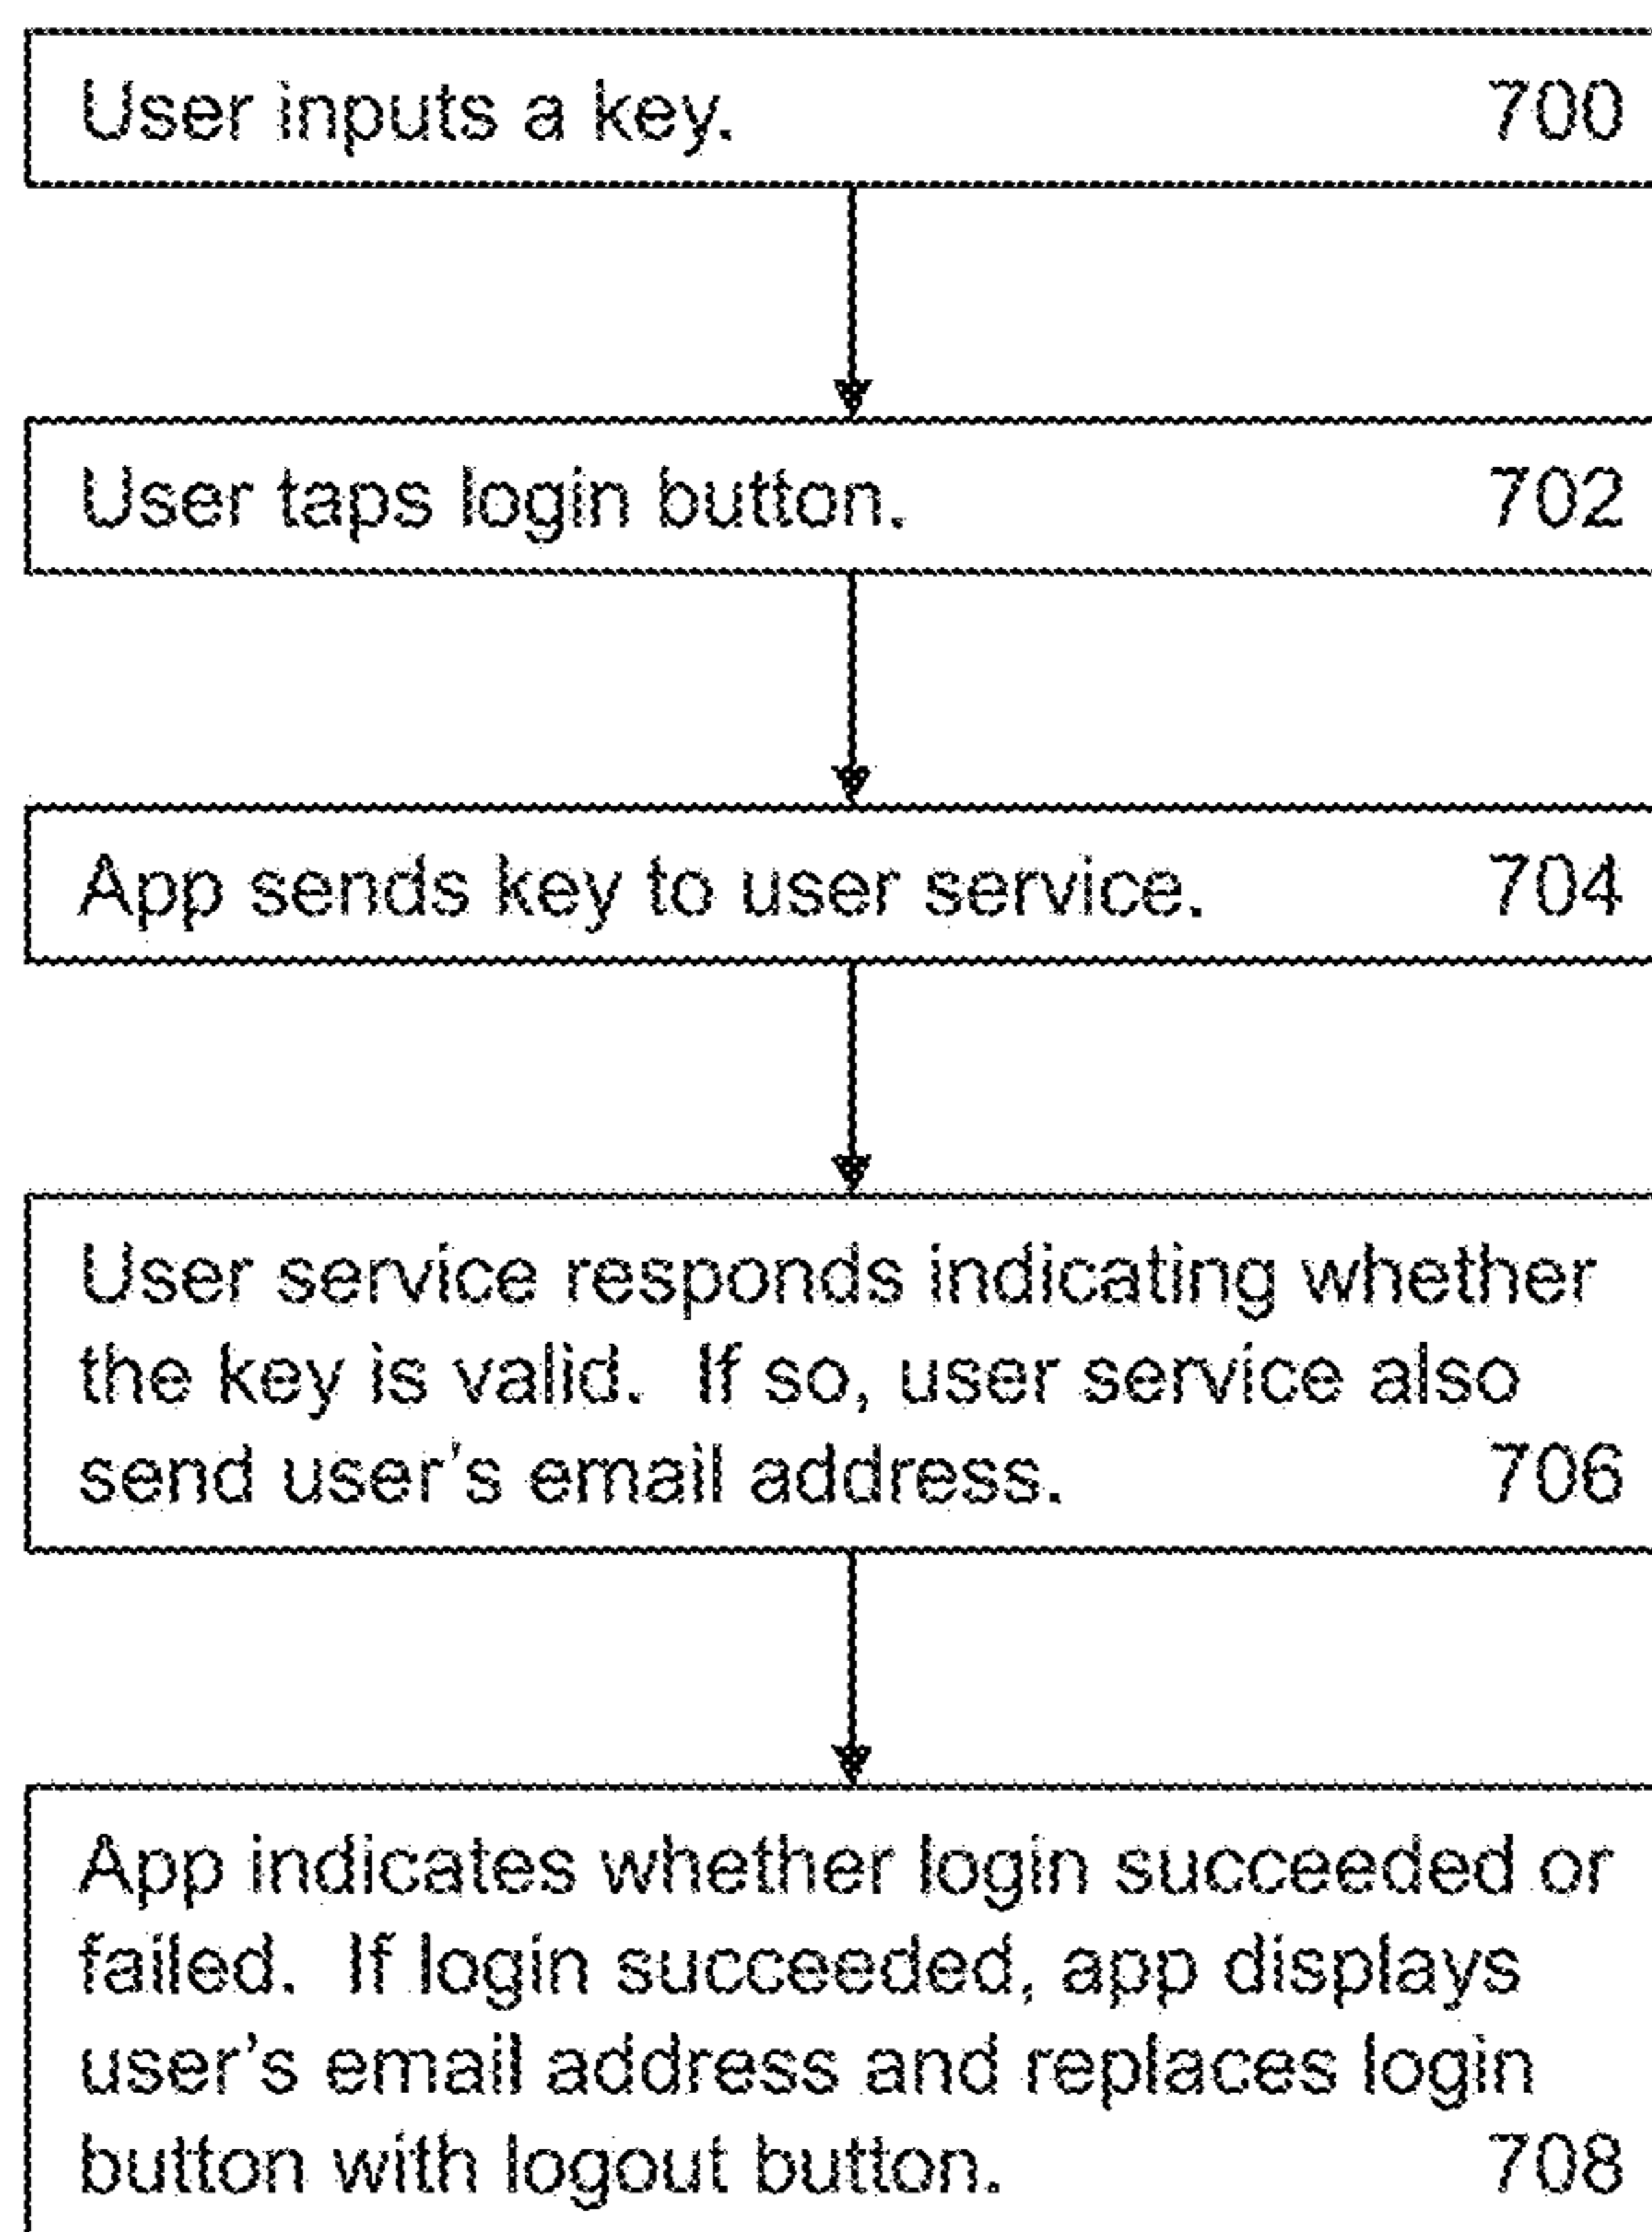 User inputs a key. 700
User taps login button. 702
App sends key to user service. 704
User service responds indicating whether
the key is valid.  If so, user service also
send user's email address. 706
App indicates whether login succeeded or
failed.  If login succeeded, app displays
user's email address and replaces login
button with logout button. 708